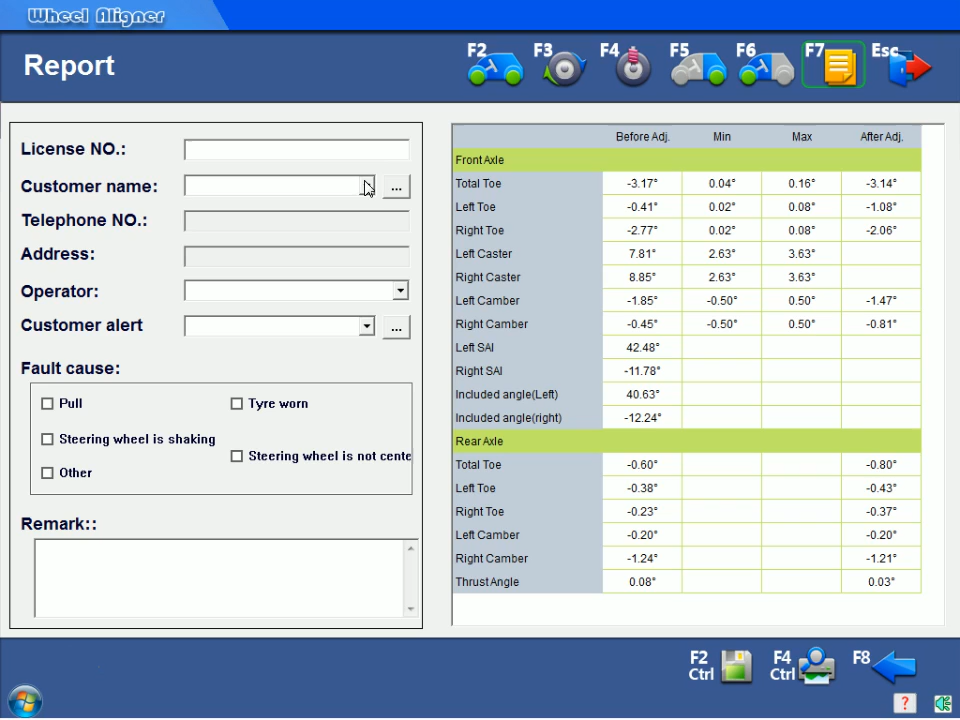 Wheel Aligner
Report
F2 F3 F4 F5 F6 F7 Esc
License NO.:
Customer name: ...
Telephone NO.:
Address:
Operator:
Customer alert ...
Fault cause:
Pull Tyre worn
Steering wheel is shaking
Steering wheel is not cente
Other
Remark::
Before Adj. Min Max After Adj.
Front Axle
Total Toe -3.17° 0.04° 0.16° -3.14°
Left Toe -0.41° 0.02° 0.08° -1.08°
Right Toe -2.77° 0.02° 0.08° -2.06°
Left Caster 7.81° 2.63° 3.63°
Right Caster 8.85° 2.63° 3.63°
Left Camber -1.85° -0.50° 0.50° -1.47°
Right Camber -0.45° -0.50° 0.50° -0.81°
Left SAI 42.48°
Right SAI -11.78°
Included angle(Left) 40.63°
Included angle(right) -12.24°
Rear Axle
Total Toe -0.60° -0.80°
Left Toe -0.38° -0.43°
Right Toe -0.23° -0.37°
Left Camber -0.20° -0.20°
Right Camber -1.24° -1.21°
Thrust Angle 0.08° 0.03°
F2 Ctrl
F4 Ctrl
F8
?